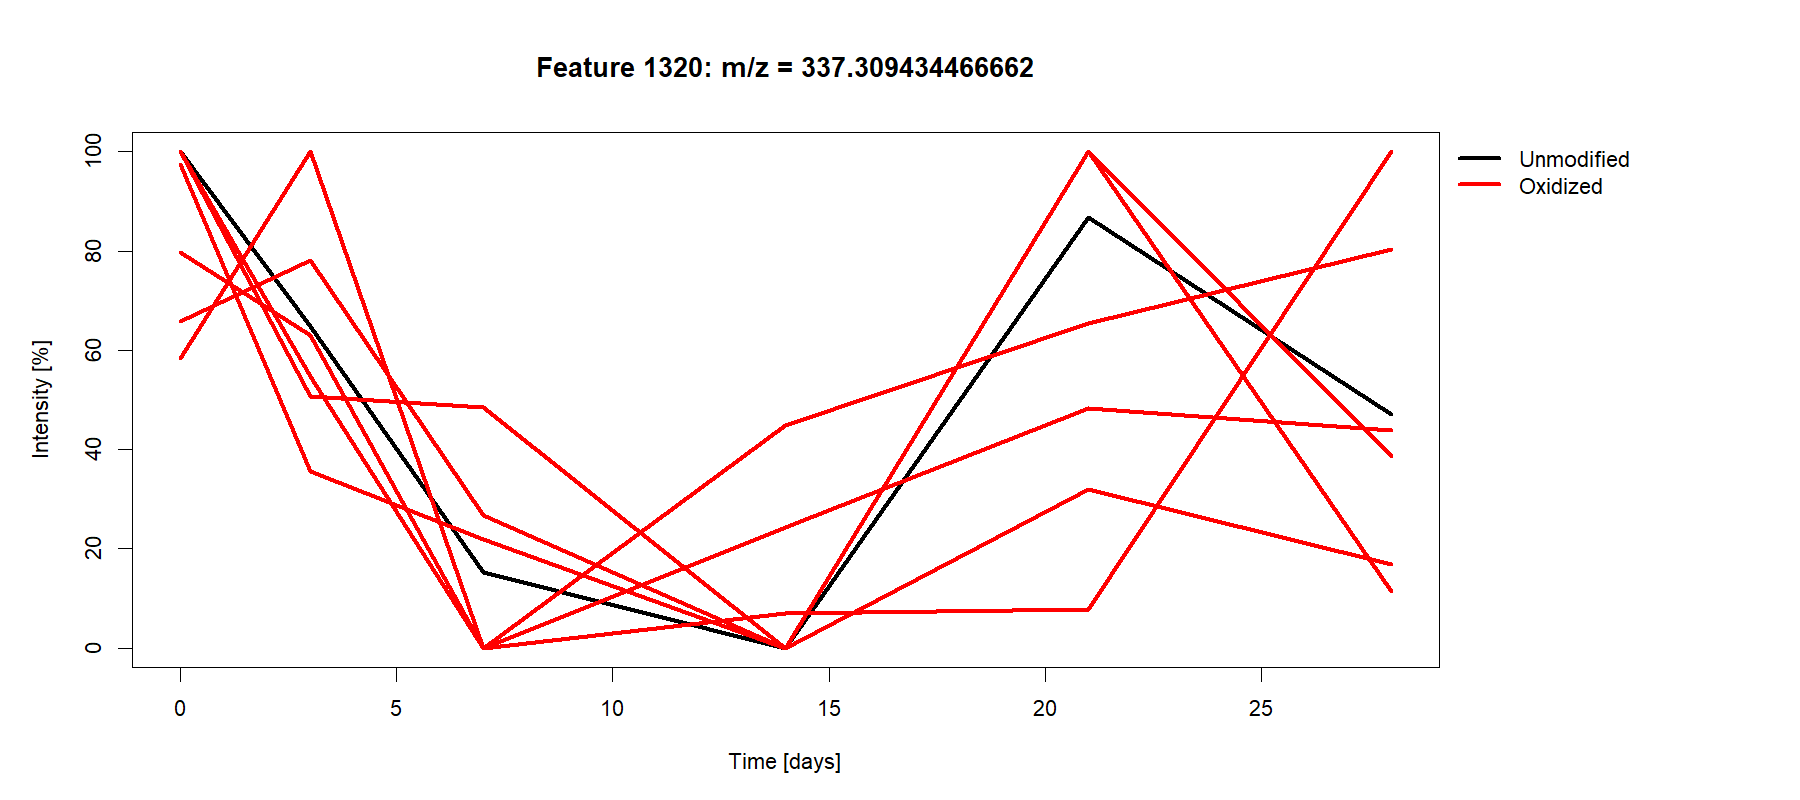 Feature 1320: m/z = 337.309434466662
Unmodified
Oxidized
Intensity [%]
100
80
60
40
20
0
0 5 10 15 20 25
Time [days]